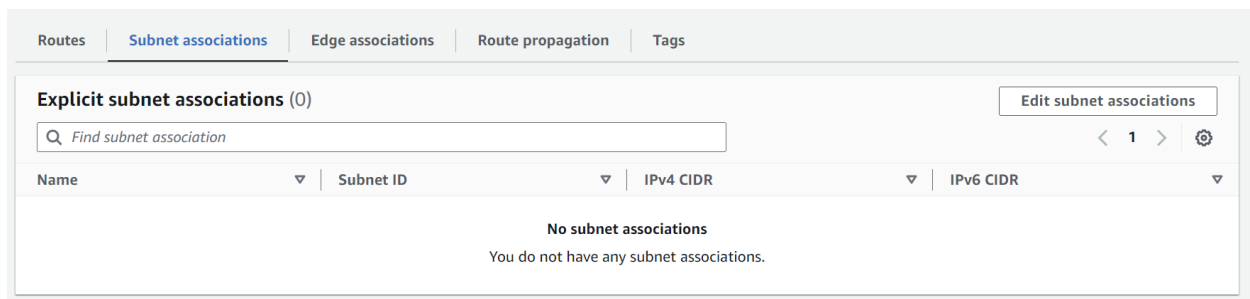 Routes Subnet associations Edge associations Route propagation Tags
Explicit subnet associations (0)
Edit subnet associations
Find subnet association
1
Name Subnet ID IPv4 CIDR IPv6 CIDR
No subnet associations
You do not have any subnet associations.